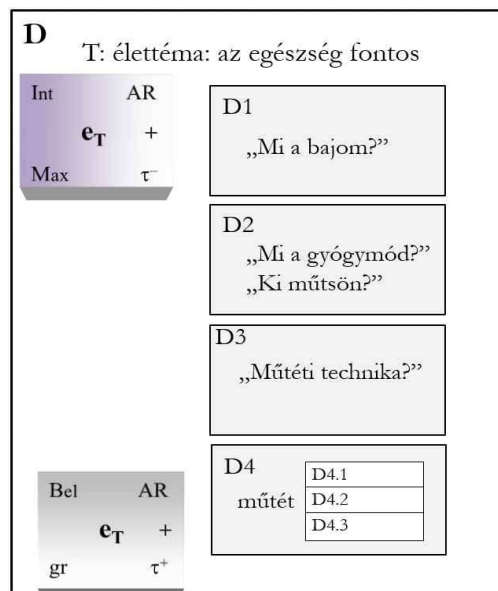 D
T: élettéma: az egészség fontos
Int AR
e_T +
Max τ⁻
D1
„Mi a bajom?”
D2
„Mi a gyógymód?”
„Ki műtsön?”
D3
„Műtéti technika?”
D4
műtét
D4.1
D4.2
D4.3
Bel AR
e_T +
gr τ⁺